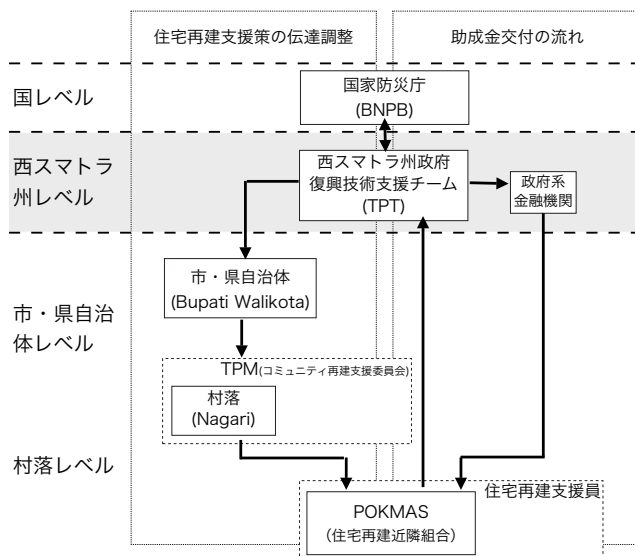 住宅再建支援策の伝達調整
助成金交付の流れ
国レベル
国家防災庁
(BNPB)
西スマトラ
州レベル
西スマトラ州政府
復興技術支援チーム
(TPT)
政府系
金融機関
市・県自治体
(Bupati Walikota)
市・県自治
体レベル
TPM(コミュニティ再建支援委員会)
村落
(Nagari)
村落レベル
住宅再建支援員
POKMAS
(住宅再建近隣組合)